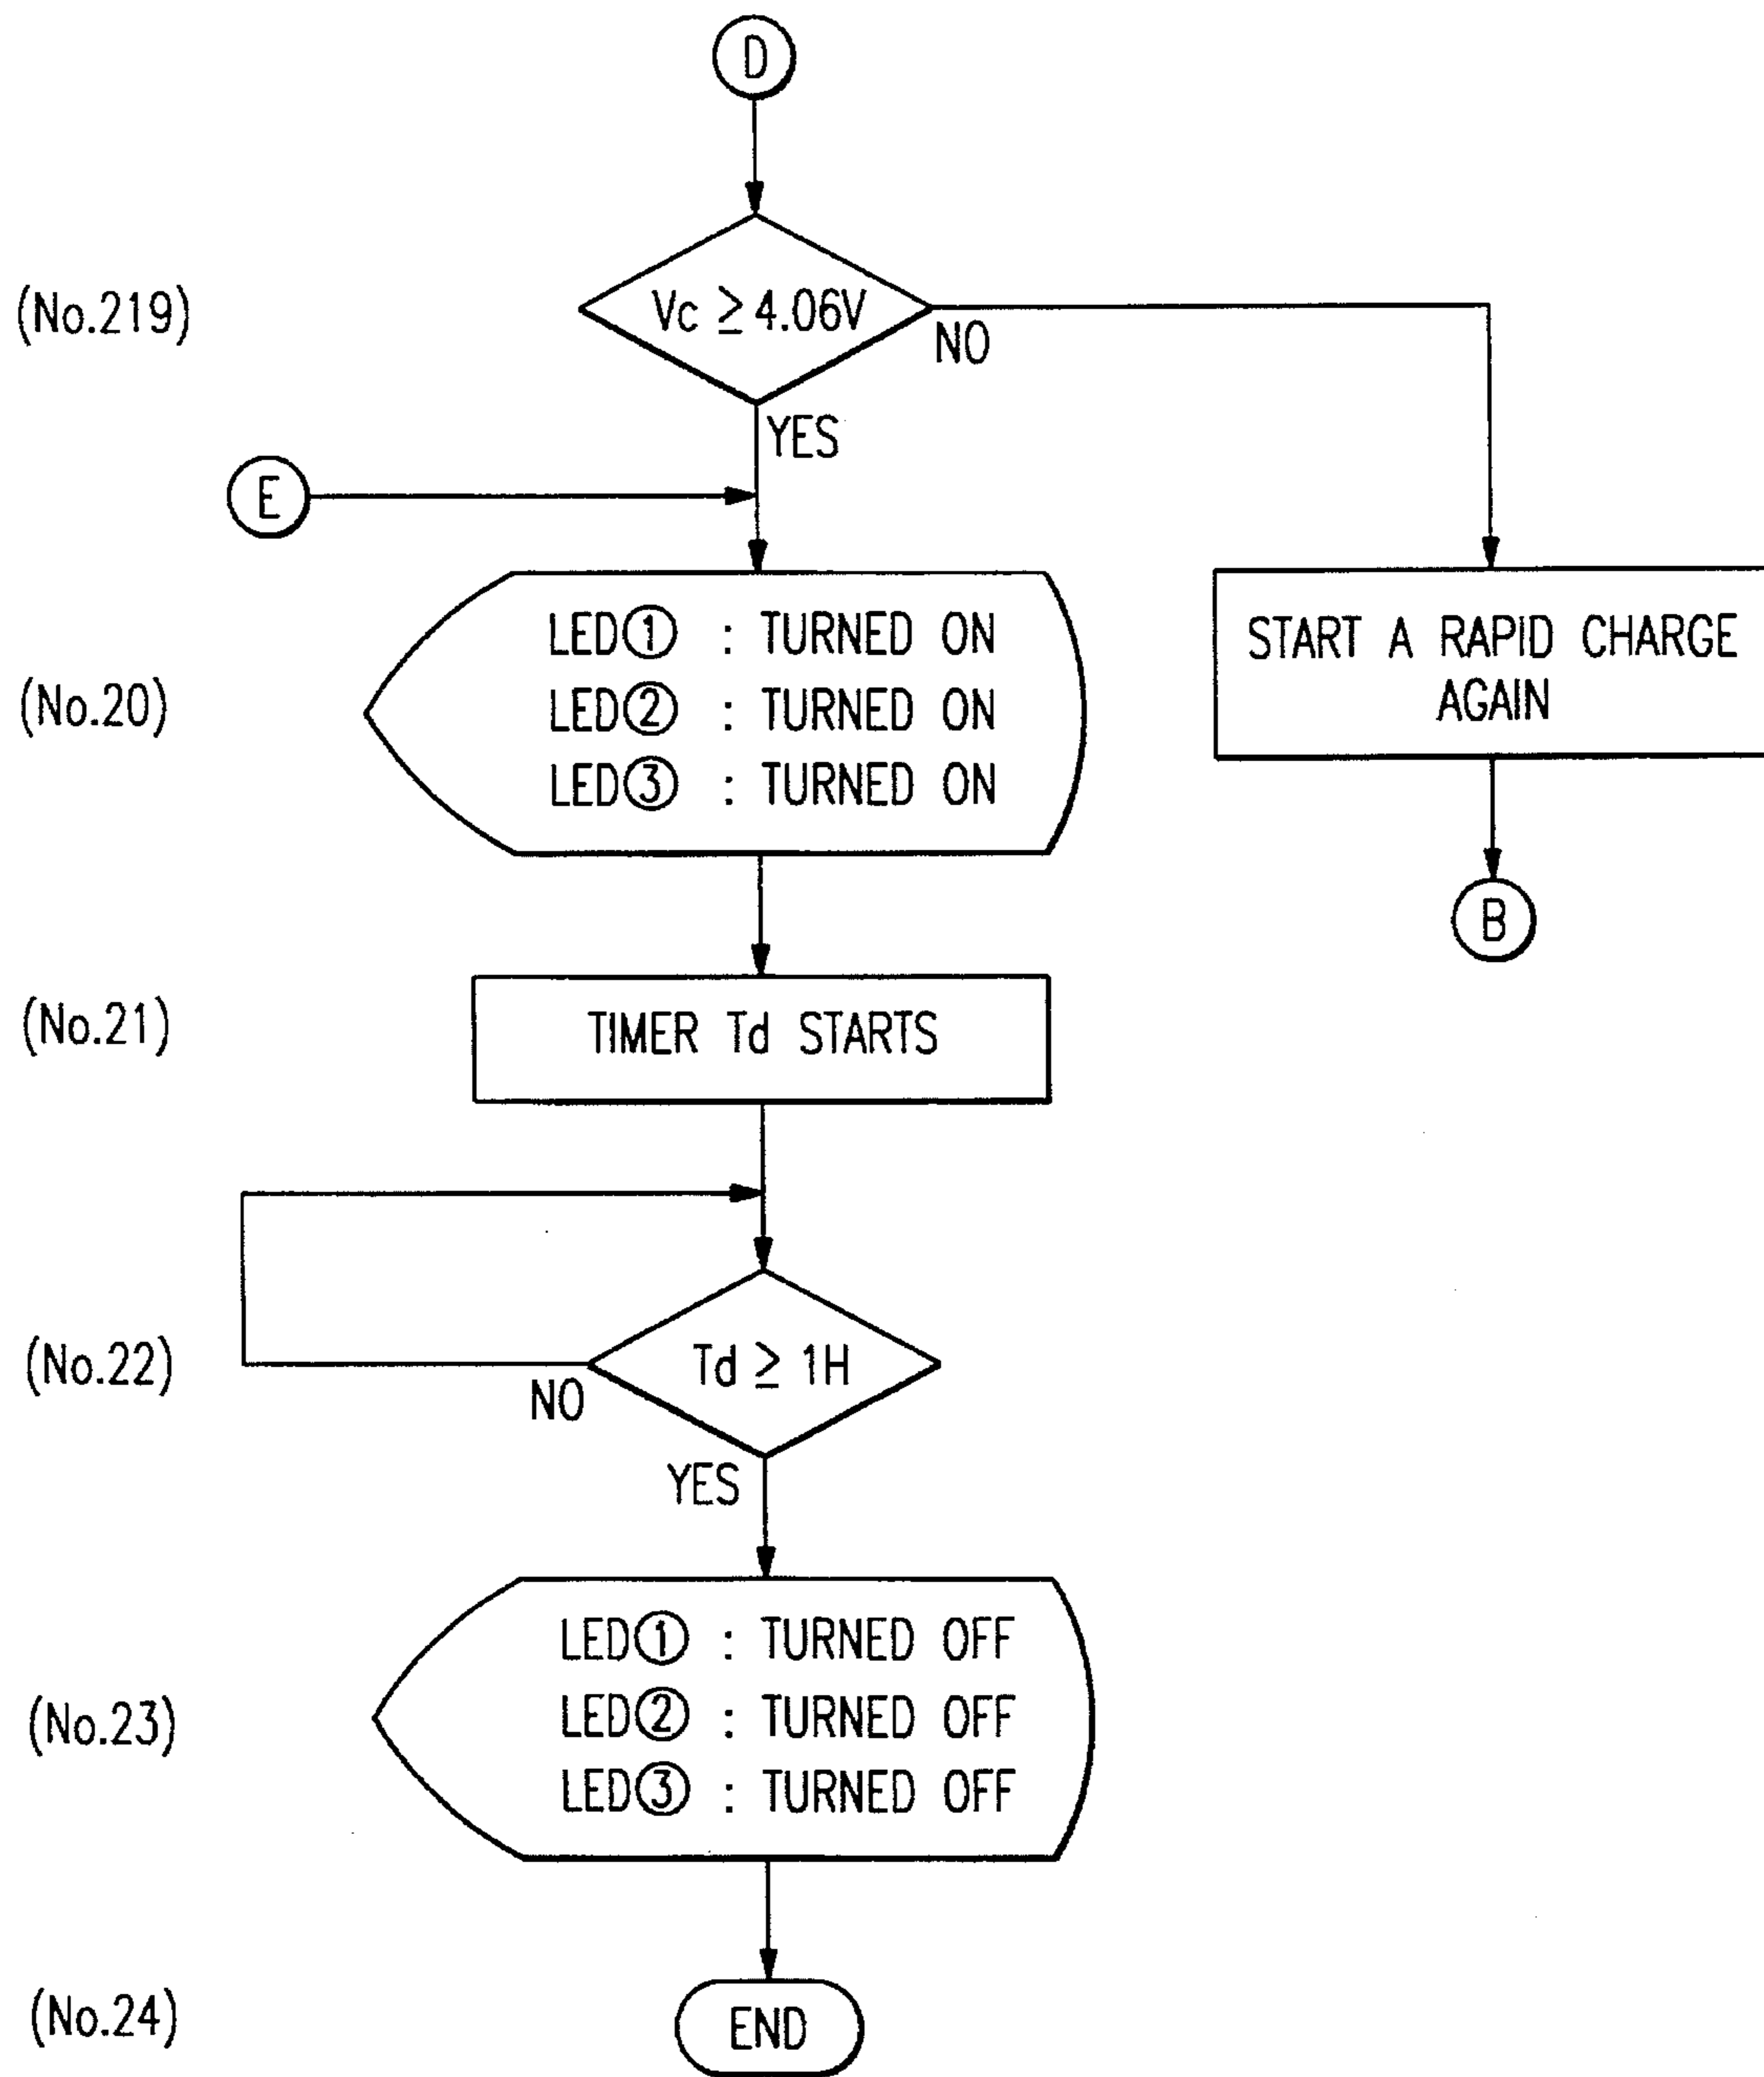 D
(No.219)
Vc ≥ 4.06V
NO
YES
E
(No.20)
LED① : TURNED ON
LED② : TURNED ON
LED③ : TURNED ON
START A RAPID CHARGE
AGAIN
B
(No.21)
TIMER Td STARTS
(No.22)
Td ≥ 1H
NO
YES
(No.23)
LED① : TURNED OFF
LED② : TURNED OFF
LED③ : TURNED OFF
(No.24)
END